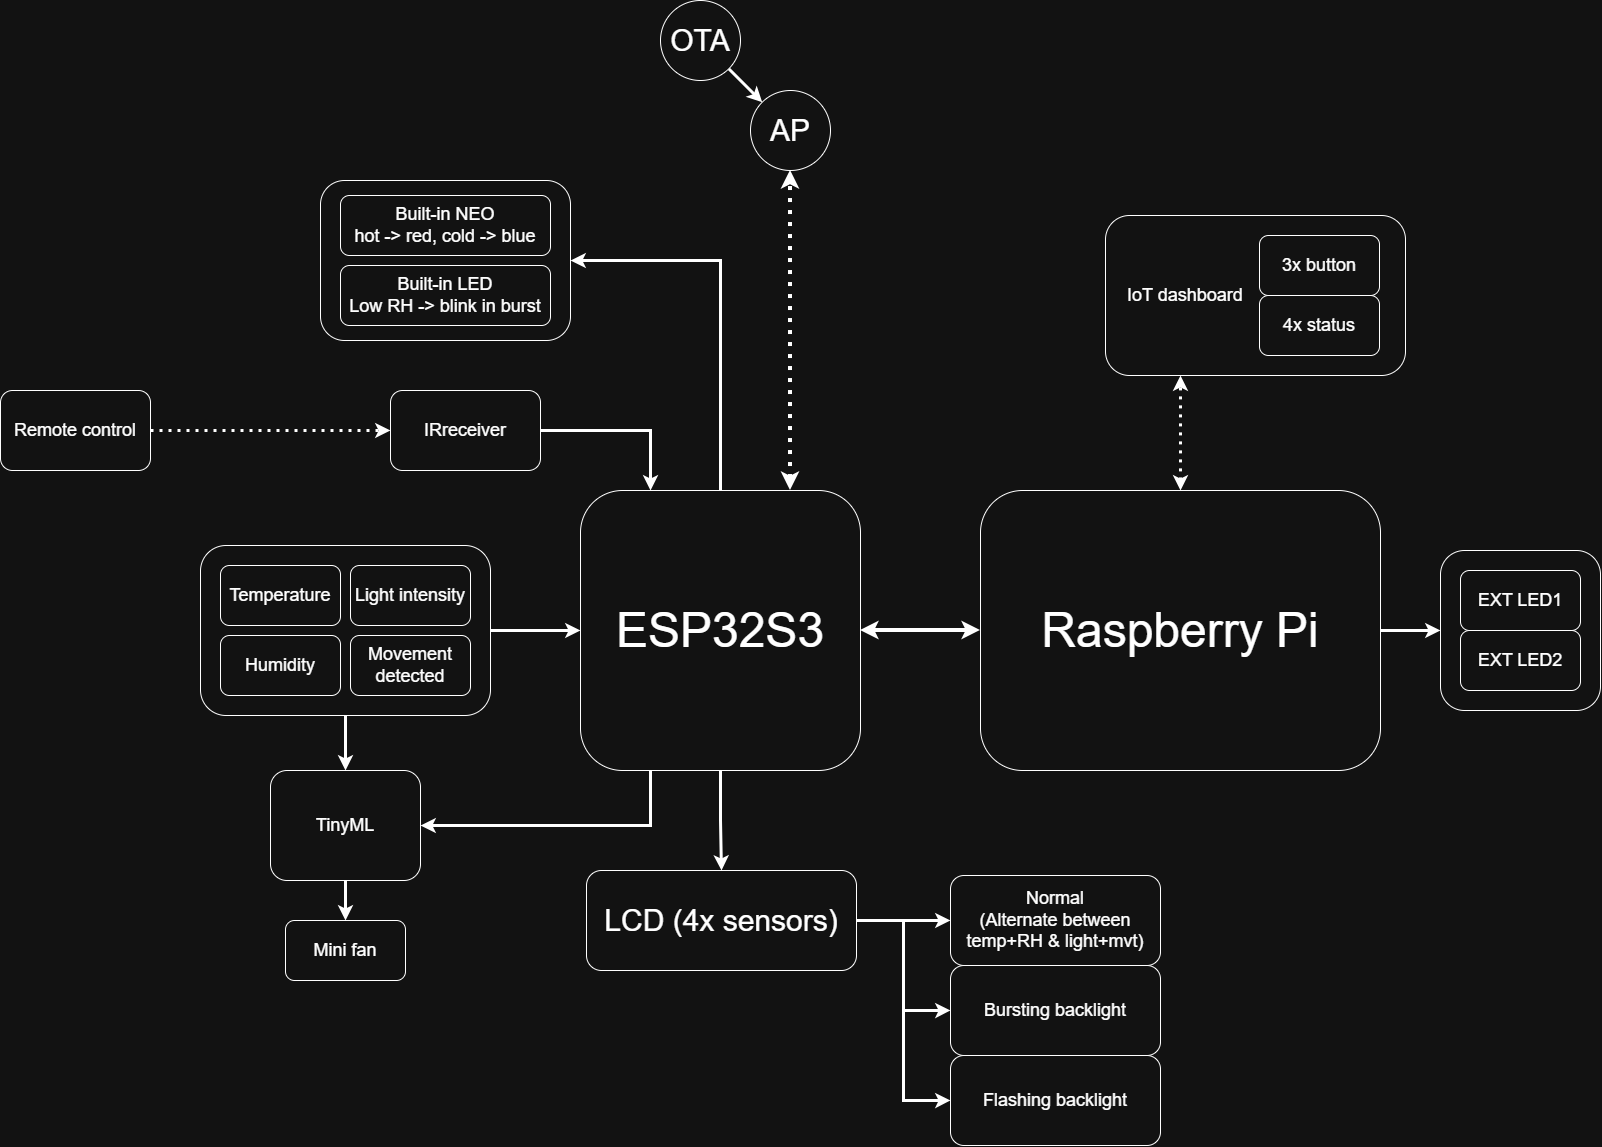 OTA
AP
Built-in NEO
hot -> red, cold -> blue
Built-in LED
Low RH -> blink in burst
IoT dashboard
3x button
4x status
Remote control
IRreceiver
Temperature
Light intensity
Humidity
Movement
detected
ESP32S3
Raspberry Pi
EXT LED1
EXT LED2
TinyML
Mini fan
LCD (4x sensors)
Normal
(Alternate between
temp+RH & light+mvt)
Bursting backlight
Flashing backlight